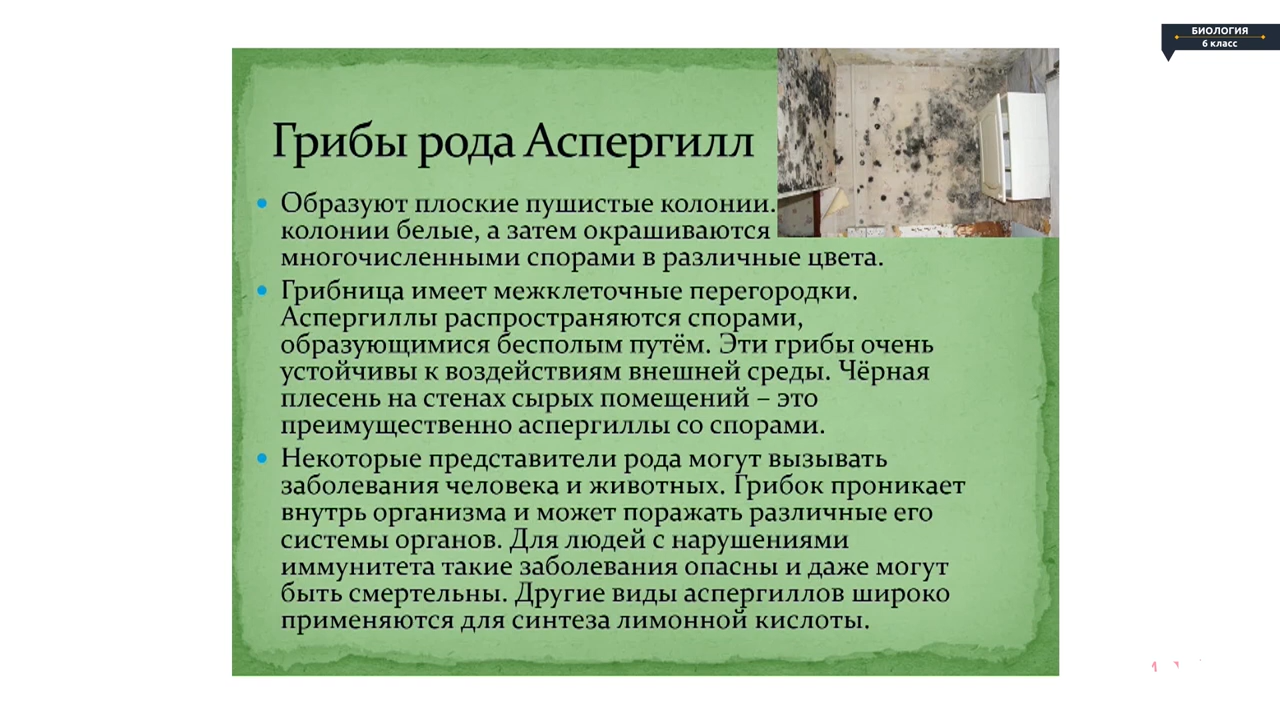 БИОЛОГИЯ
6 класс
Грибы рода Аспергилл
• Образуют плоские пушистые колонии.
колонии белые, а затем окрашиваются
многочисленными спорами в различные цвета.
• Грибница имеет межклеточные перегородки.
Аспергиллы распространяются спорами,
образующимися бесполым путём. Эти грибы очень
устойчивы к воздействиям внешней среды. Чёрная
плесень на стенах сырых помещений – это
преимущественно аспергиллы со спорами.
• Некоторые представители рода могут вызывать
заболевания человека и животных. Грибок проникает
внутрь организма и может поражать различные его
системы органов. Для людей с нарушениями
иммунитета такие заболевания опасны и даже могут
быть смертельны. Другие виды аспергиллов широко
применяются для синтеза лимонной кислоты.